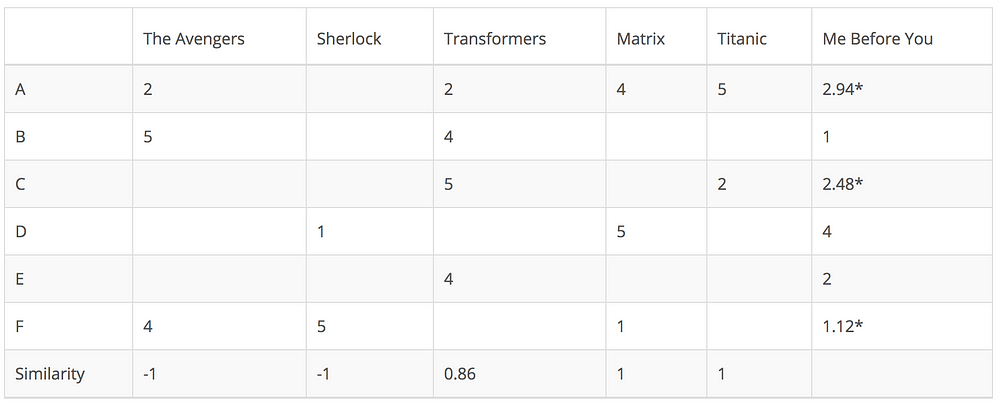 The Avengers Sherlock Transformers Matrix Titanic Me Before You
A 2 2 4 5 2.94*
B 5 4 1
C 5 2 2.48*
D 1 5 4
E 4 2
F 4 5 1 1.12*
Similarity -1 -1 0.86 1 1